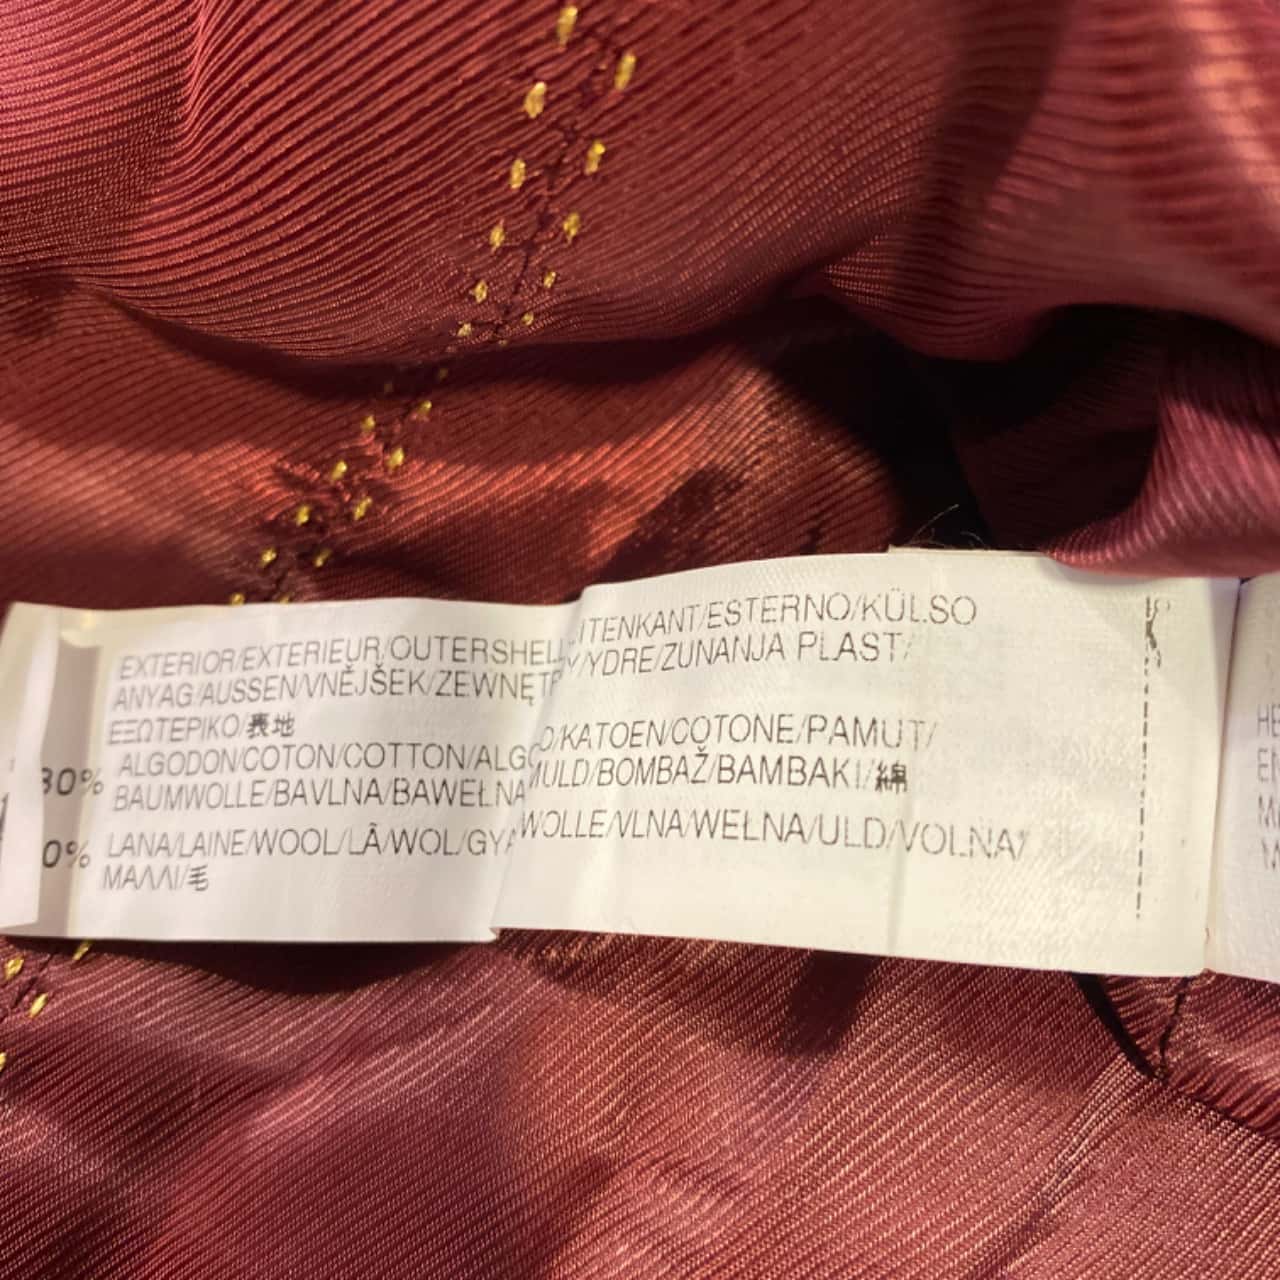 EXTERIOR/EXTERIEUR/OUTERSHELL/ ITENKANT/ESTERNO/KÜLSO
ANYAG/AUSSEN/VNĚJŠEK/ZEWNĘTR Y/YDRE/ZUNANJA PLAST/
ΕΞΩΤΕΡΙΚΟ/表地
ALGODON/COTON/COTTON/ALGO D/KATOEN/COTONE/PAMUT/
80% BAUMWOLLE/BAVLNA/BAWEŁNA MULD/BOMBAŽ/BAMBAKI/綿
0% LANA/LAINE/WOOL/LÃ/WOL/GYA WOLLE/VLNA/WEŁNA/ULD/VOLNA/
ΜΑΛΛΙ/毛